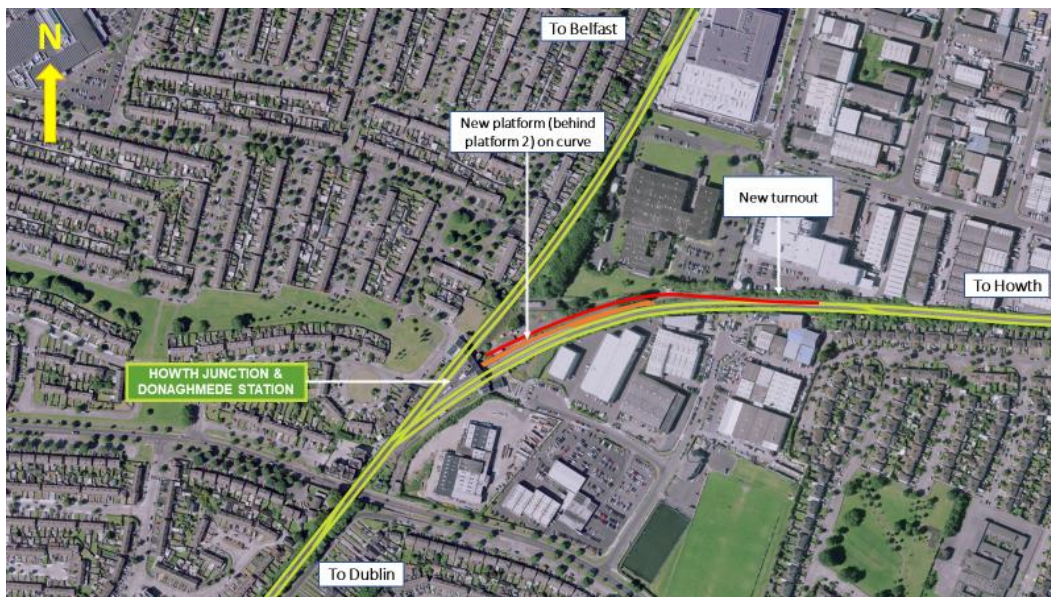 N
To Belfast
New platform (behind
platform 2) on curve
New turnout
To Howth
HOWTH JUNCTION &
DONAGHMEDE STATION
To Dublin